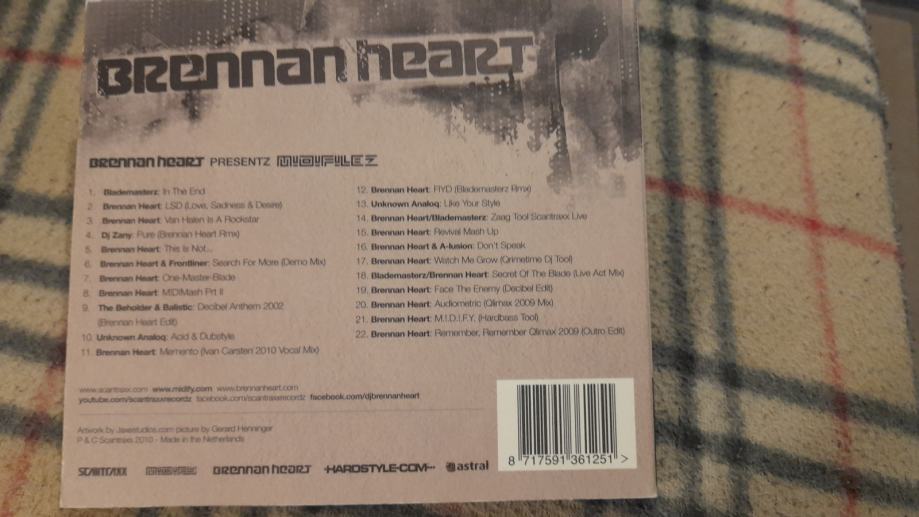 Brennan Heart
Brennan Heart PRESENTZ MIDIFILEZ
1. Blademasterz: In The End
2. Brennan Heart: LSD (Love, Sadness & Desire)
3. Brennan Heart: Van Halen Is A Rockstar
4. Dj Zany: Pure (Brennan Heart Rmx)
5. Brennan Heart: This Is Not...
6. Brennan Heart & Frontliner: Search For More (Demo Mix)
7. Brennan Heart: One-Master-Blade
8. Brennan Heart: MIDIMash Prt II
9. The Beholder & Balistic: Decibel Anthem 2002
(Brennan Heart Edit)
10. Unknown Analoq: Acid & Dubstyle
11. Brennan Heart: Memento (Ivan Carsten 2010 Vocal Mix)
12. Brennan Heart: FIYD (Blademasterz Rmx)
13. Unknown Analoq: Like Your Style
14. Brennan Heart/Blademasterz: Zaag Tool Scantraxx Live
15. Brennan Heart: Revival Mash Up
16. Brennan Heart & A-lusion: Don't Speak
17. Brennan Heart: Watch Me Grow (Qrimetime Dj Tool)
18. Blademasterz/Brennan Heart: Secret Of The Blade (Live Act Mix)
19. Brennan Heart: Face The Enemy (Decibel Edit)
20. Brennan Heart: Audiometric (Qlimax 2009 Mix)
21. Brennan Heart: M.I.D.I.F.Y. (Hardbass Tool)
22. Brennan Heart: Remember, Remember Qlimax 2009 (Outro Edit)
www.scantraxx.com www.midify.com www.brennanheart.com
youtube.com/scantraxxrecordz facebook.com/scantraxxrecordz facebook.com/djbrennanheart
Artwork by Jawstudios.com picture by Gerard Henninger
P & C Scantraxx 2010 - Made in the Netherlands
SCANTRAXX MIDIFY Brennan Heart HARDSTYLE.COM astral
8 717591 361251 >